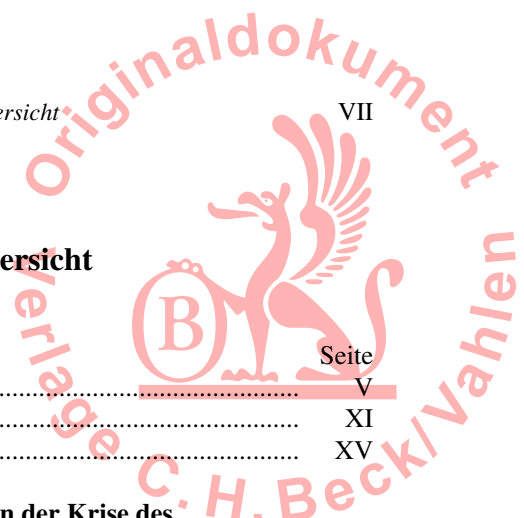 ersicht VII
Originaldokument
ersicht
Seite
........................................................ V
........................................................ XI
........................................................ XV
B
Verlage C.H.Beck/Vahlen
n der Krise des